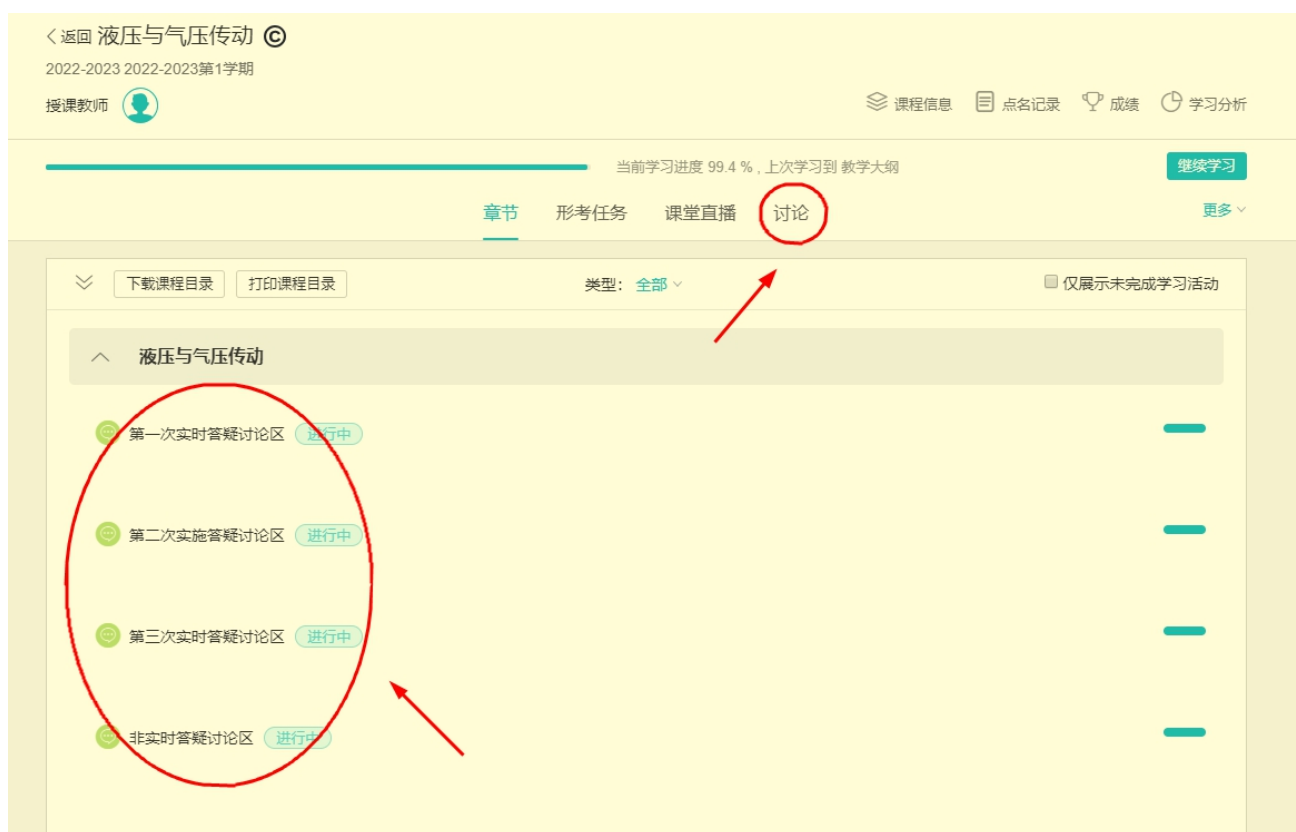 返回 液压与气压传动 ©
2022-2023 2022-2023第1学期
授课教师
课程信息 点名记录 成绩 学习分析
当前学习进度 99.4 % , 上次学习到 教学大纲 继续学习
章节 形考任务 课堂直播 讨论 更多
下载课程目录 打印课程目录 类型: 全部 仅展示未完成学习活动
液压与气压传动
第一次实时答疑讨论区 进行中
第二次实施答疑讨论区 进行中
第三次实时答疑讨论区 进行中
非实时答疑讨论区 进行中